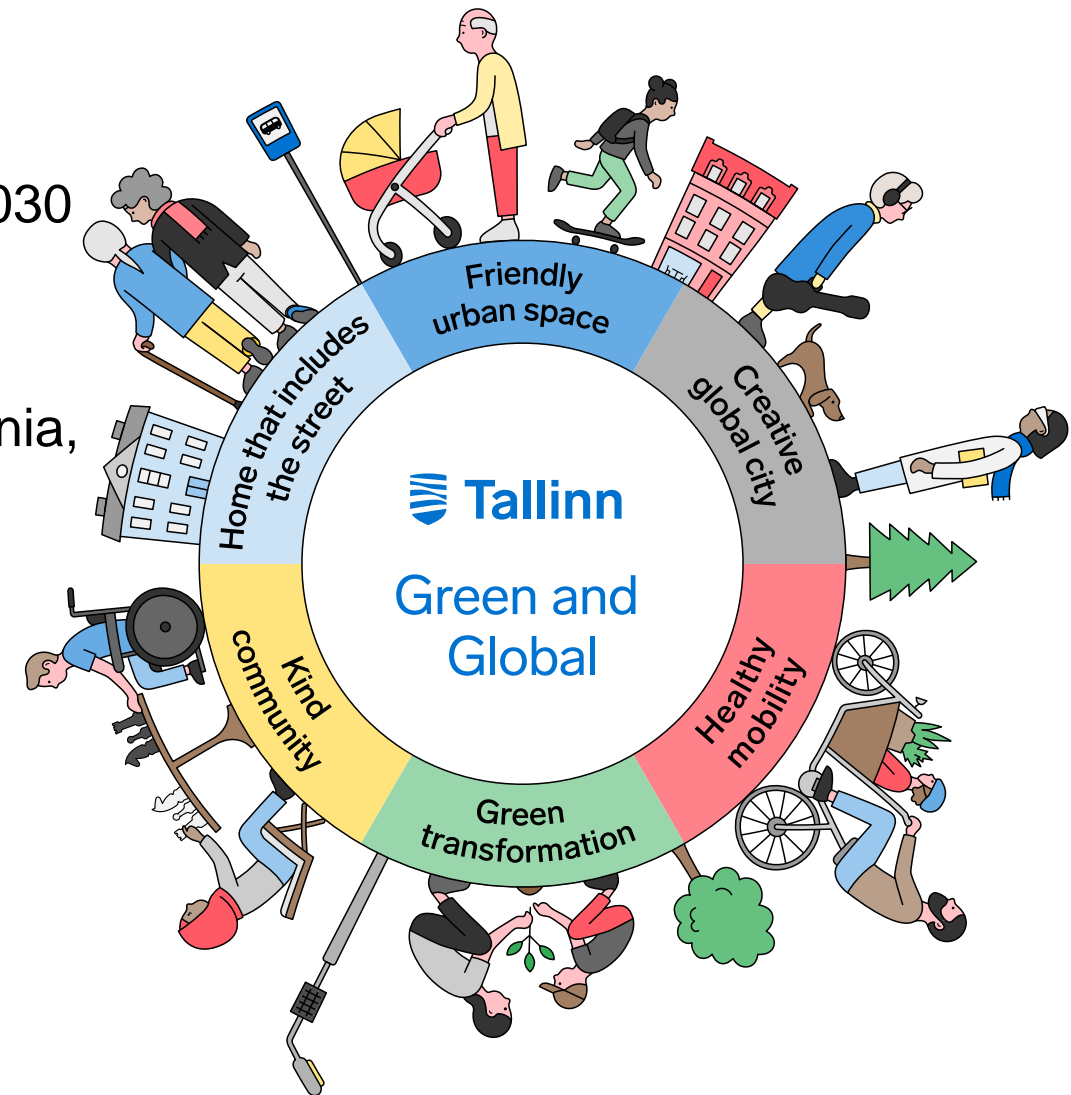 030
nia,
Friendly
urban space
Creative
global city
Healthy
mobility
Green
transformation
Kind
community
Home that includes
the street
Tallinn
Green and
Global